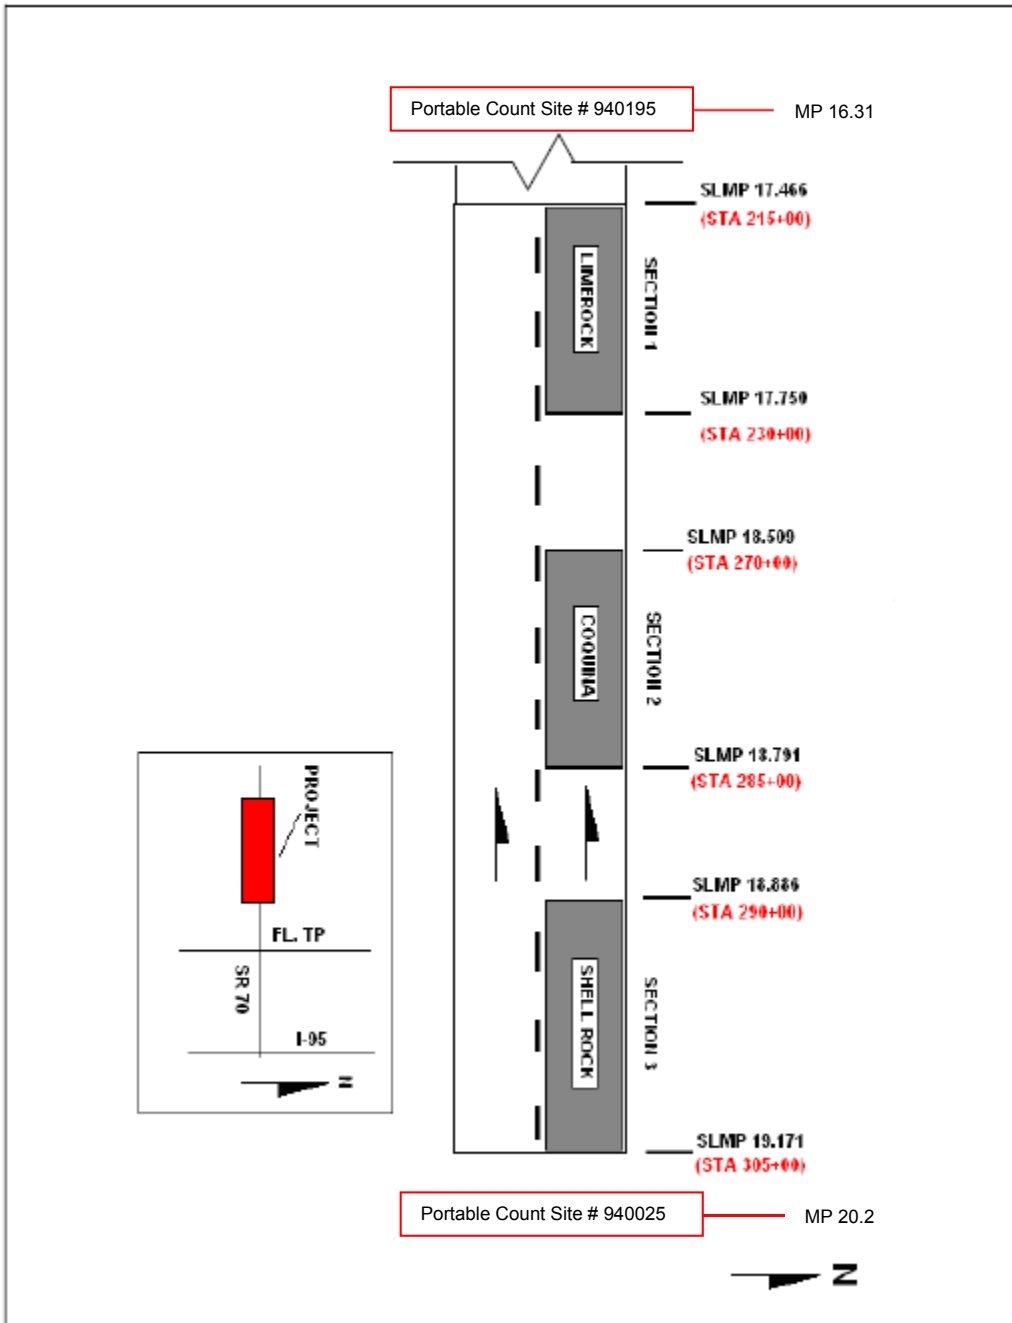 Portable Count Site # 940195
MP 16.31
SLMP 17.466
(STA 215+00)
LIMEROCK
SECTION 1
SLMP 17.750
(STA 230+00)
SLMP 18.509
(STA 270+00)
COQUINA
SECTION 2
SLMP 18.791
(STA 285+00)
PROJECT
FL. TP
SR 70
I-95
N
SLMP 18.886
(STA 290+00)
SHELL ROCK
SECTION 3
SLMP 19.171
(STA 305+00)
Portable Count Site # 940025
MP 20.2
N